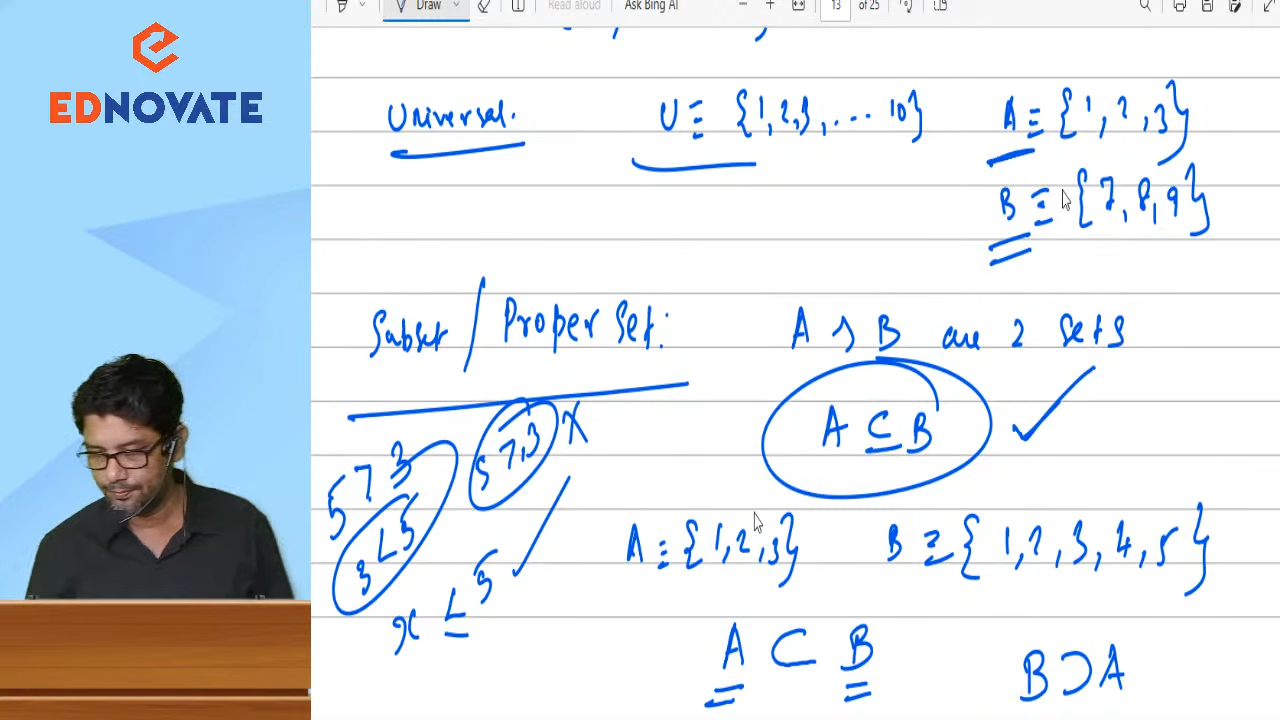 Draw
Read aloud
Ask Bing AI
13 of 25
EDNOVATE
Universal. U ≡ {1, 2, 3, ... 10} A ≡ {1, 2, 3}
B ≡ {7, 8, 9}
Subset / Proper Set: A & B are 2 sets
A ⊆ B ✓
5 7 3
5 7, 3 X
3 L 5
x ≤ 5 ✓
A ≡ {1, 2, 3} B ≡ {1, 2, 3, 4, 5}
A ⊂ B B ⊃ A